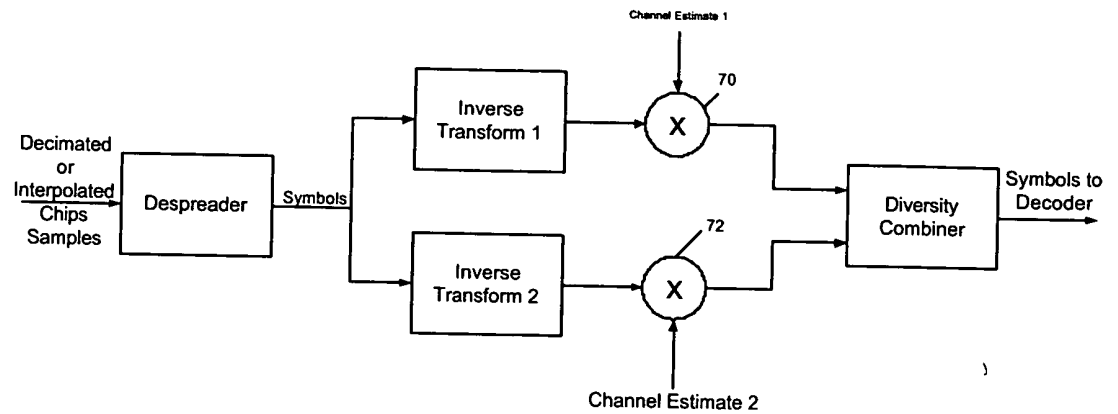 Channel Estimate 1
70
Inverse
Transform 1
X
Decimated
or
Interpolated
Chips
Samples
Despreader
Symbols
Diversity
Combiner
Symbols to
Decoder
72
Inverse
Transform 2
X
Channel Estimate 2